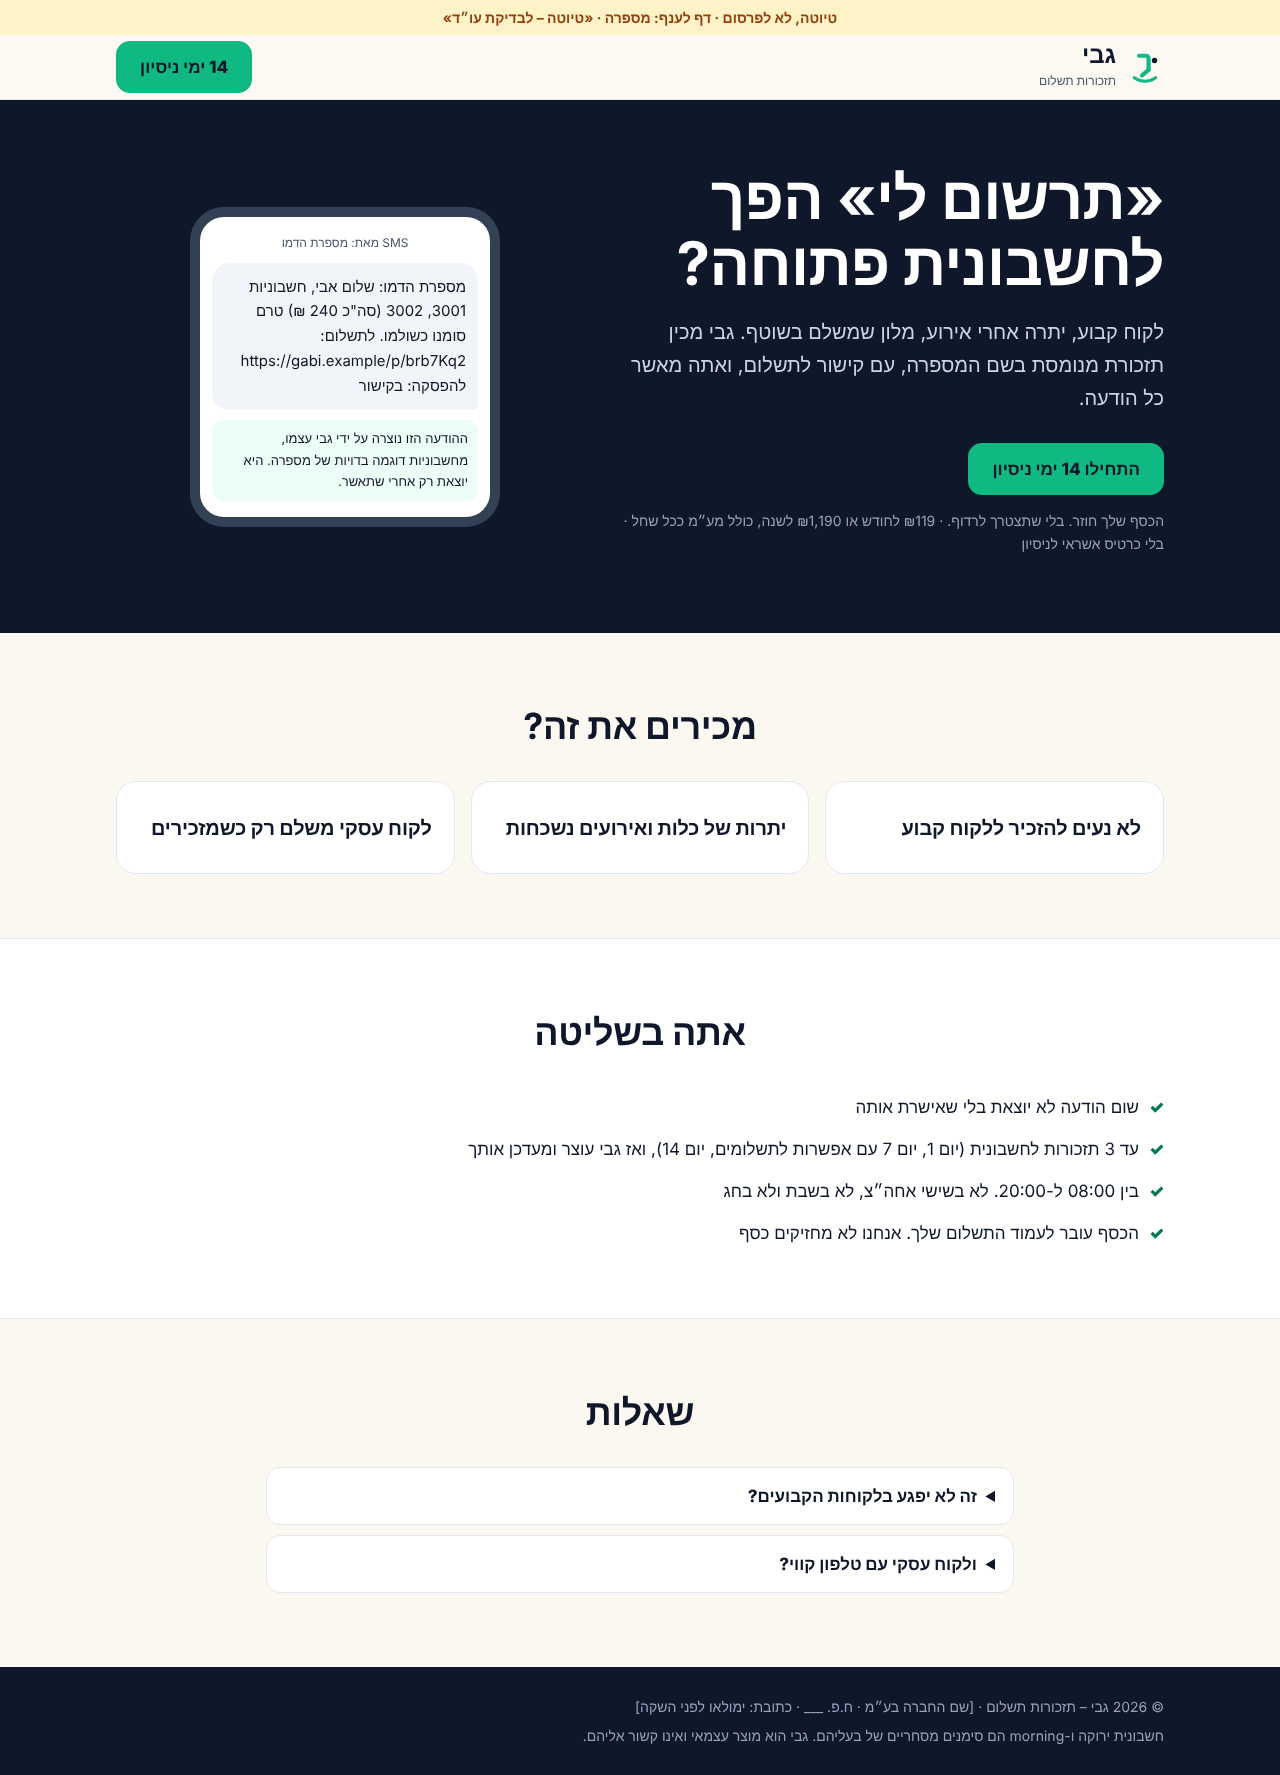 טיוטה, לא לפרסום · דף לענף: מספרה · «טיוטה – לבדיקת עו״ד»
גבי
תזכורות תשלום
14 ימי ניסיון
«תרשום לי» הפך
לחשבונית פתוחה?
לקוח קבוע, יתרה אחרי אירוע, מלון שמשלם בשוטף. גבי מכין
תזכורת מנומסת בשם המספרה, עם קישור לתשלום, ואתה מאשר
כל הודעה.
התחילו 14 ימי ניסיון
הכסף שלך חוזר. בלי שתצטרך לרדוף. · ₪119 לחודש או ₪1,190 לשנה, כולל מע״מ ככל שחל ·
בלי כרטיס אשראי לניסיון
SMS מאת: מספרת הדמו
מספרת הדמו: שלום אבי, חשבוניות
3001, 3002 (סה"כ 240 ₪) טרם
סומנו כשולמו. לתשלום:
https://gabi.example/p/brb7Kq2
להפסקה: בקישור
ההודעה הזו נוצרה על ידי גבי עצמו,
מחשבוניות דוגמה בדויות של מספרה. היא
יוצאת רק אחרי שתאשר.
מכירים את זה?
לא נעים להזכיר ללקוח קבוע
יתרות של כלות ואירועים נשכחות
לקוח עסקי משלם רק כשמזכירים
אתה בשליטה
✓ שום הודעה לא יוצאת בלי שאישרת אותה
✓ עד 3 תזכורות לחשבונית (יום 1, יום 7 עם אפשרות לתשלומים, יום 14), ואז גבי עוצר ומעדכן אותך
✓ בין 08:00 ל-20:00. לא בשישי אחה״צ, לא בשבת ולא בחג
✓ הכסף עובר לעמוד התשלום שלך. אנחנו לא מחזיקים כסף
שאלות
זה לא יפגע בלקוחות הקבועים?
ולקוח עסקי עם טלפון קווי?
© 2026 גבי – תזכורות תשלום · [שם החברה בע״מ · ח.פ. ___ · כתובת: ימולאו לפני השקה]
חשבונית ירוקה ו-morning הם סימנים מסחריים של בעליהם. גבי הוא מוצר עצמאי ואינו קשור אליהם.